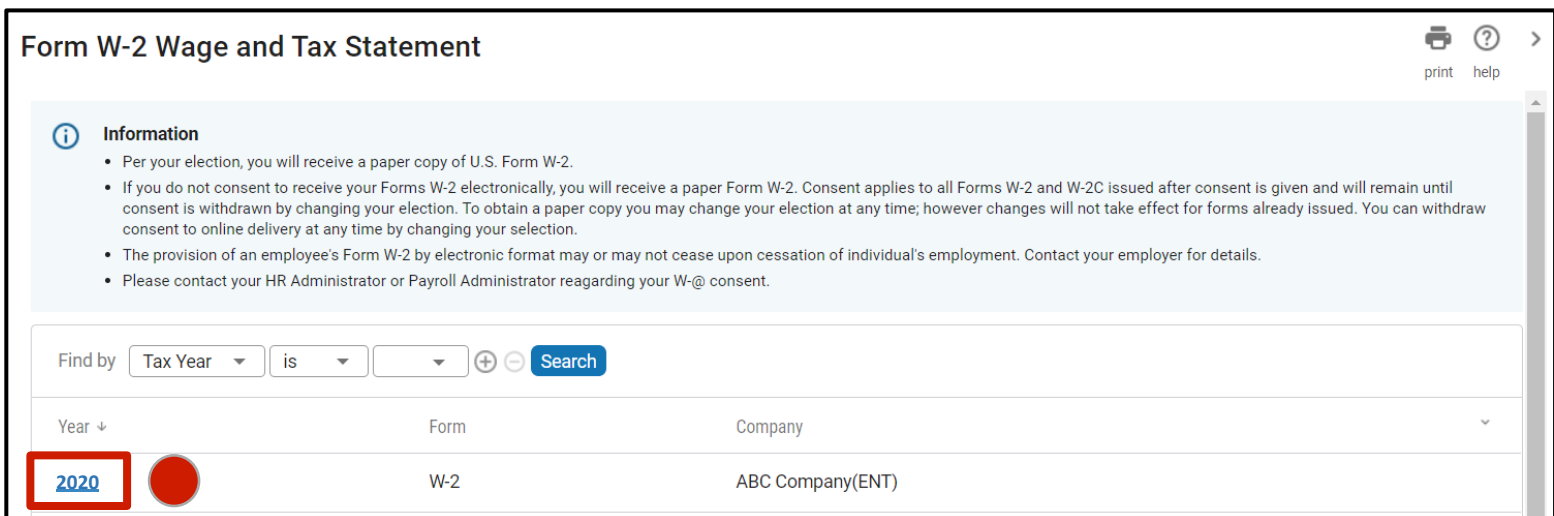 Form W-2 Wage and Tax Statement
print help
Information
• Per your election, you will receive a paper copy of U.S. Form W-2.
• If you do not consent to receive your Forms W-2 electronically, you will receive a paper Form W-2. Consent applies to all Forms W-2 and W-2C issued after consent is given and will remain until
consent is withdrawn by changing your election. To obtain a paper copy you may change your election at any time; however changes will not take effect for forms already issued. You can withdraw
consent to online delivery at any time by changing your selection.
• The provision of an employee's Form W-2 by electronic format may or may not cease upon cessation of individual's employment. Contact your employer for details.
• Please contact your HR Administrator or Payroll Administrator reagarding your W-@ consent.
Find by Tax Year is Search
Year Form Company
2020 W-2 ABC Company(ENT)